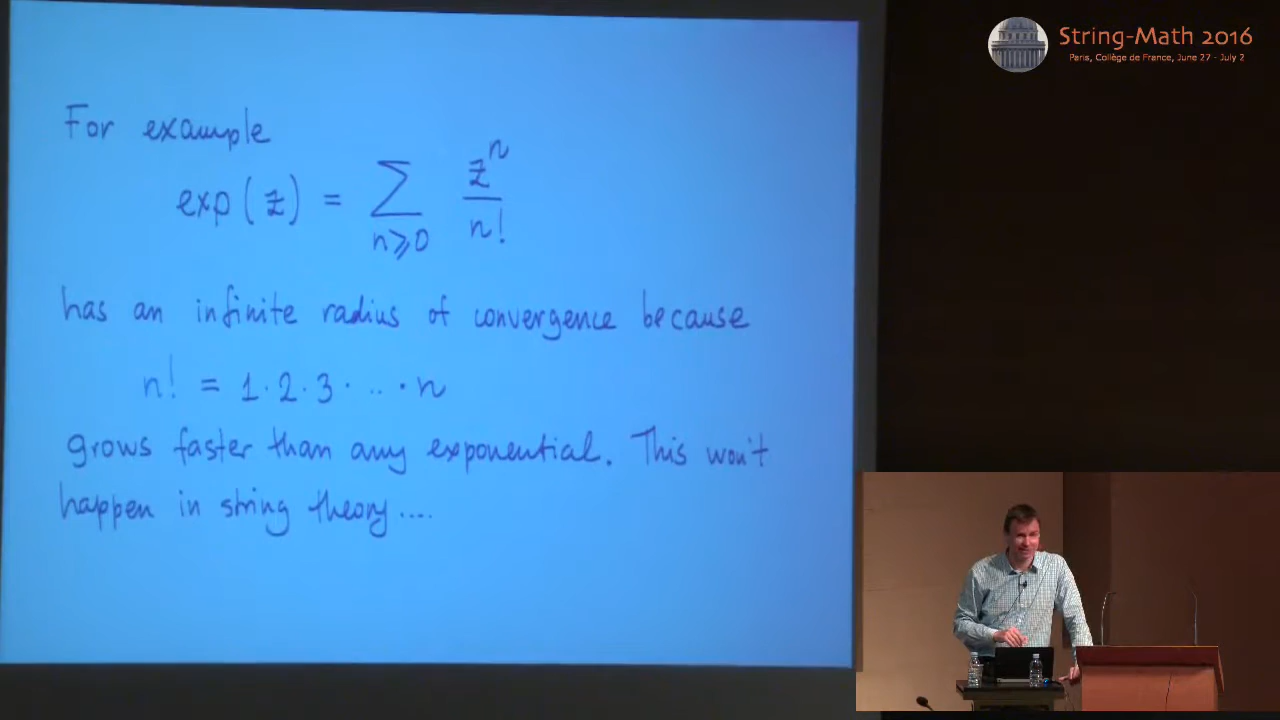 String-Math 2016
Paris, Collège de France, June 27 - July 2
For example
exp(z) = ∑_{n⩾0} z^n / n!
has an infinite radius of convergence because
n! = 1·2·3· ... ·n
grows faster than any exponential. This won't
happen in string theory....